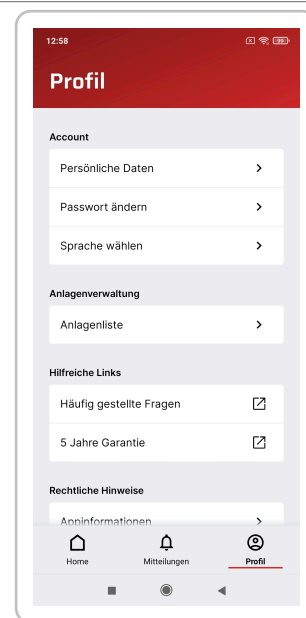 12:58
99
Profil
Account
Persönliche Daten
Passwort ändern
Sprache wählen
Anlagenverwaltung
Anlagenliste
Hilfreiche Links
Häufig gestellte Fragen
5 Jahre Garantie
Rechtliche Hinweise
Appinformationen
Home Mitteilungen Profil